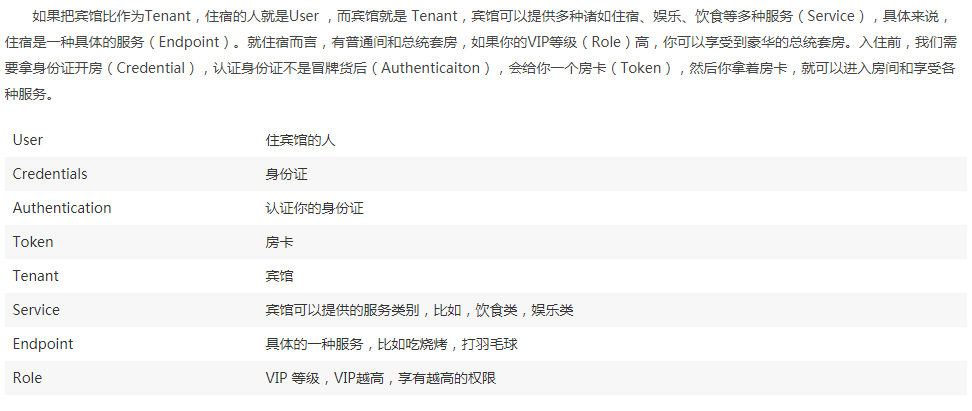 如果把宾馆比作为Tenant，住宿的人就是User ，而宾馆就是 Tenant，宾馆可以提供多种诸如住宿、娱乐、饮食等多种服务（Service），具体来说，
住宿是一种具体的服务（Endpoint）。就住宿而言，有普通间和总统套房，如果你的VIP等级（Role）高，你可以享受到豪华的总统套房。入住前，我们需
要拿身份证开房（Credential），认证身份证不是冒牌货后（Authenticaiton），会给你一个房卡（Token），然后你拿着房卡，就可以进入房间和享受各
种服务。
User 住宾馆的人
Credentials 身份证
Authentication 认证你的身份证
Token 房卡
Tenant 宾馆
Service 宾馆可以提供的服务类别，比如，饮食类，娱乐类
Endpoint 具体的一种服务，比如吃烧烤，打羽毛球
Role VIP 等级，VIP越高，享有越高的权限